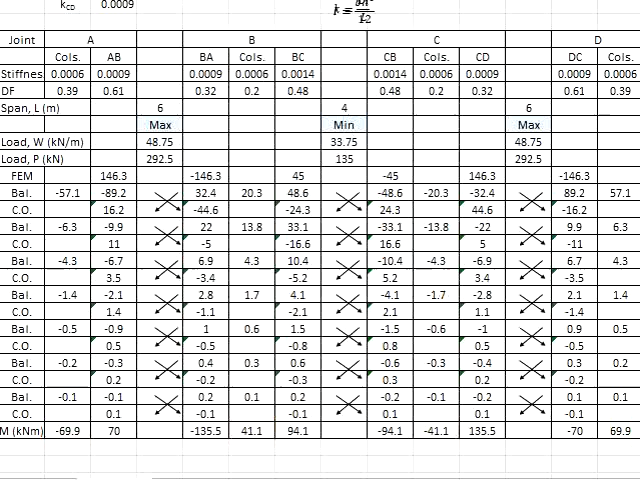 k_CD 0.0009
Joint A B C D
Cols. AB BA Cols. BC CB Cols. CD DC Cols.
Stiffnes 0.0006 0.0009 0.0009 0.0006 0.0014 0.0014 0.0006 0.0009 0.0009 0.0006
DF 0.39 0.61 0.32 0.2 0.48 0.48 0.2 0.32 0.61 0.39
Span, L (m) 6 4 6
Max Min Max
Load, W (kN/m) 48.75 33.75 48.75
Load, P (kN) 292.5 135 292.5
FEM 146.3 -146.3 45 -45 146.3 -146.3
Bal. -57.1 -89.2 32.4 20.3 48.6 -48.6 -20.3 -32.4 89.2 57.1
C.O. 16.2 -44.6 -24.3 24.3 44.6 -16.2
Bal. -6.3 -9.9 22 13.8 33.1 -33.1 -13.8 -22 9.9 6.3
C.O. 11 -5 -16.6 16.6 5 -11
Bal. -4.3 -6.7 6.9 4.3 10.4 -10.4 -4.3 -6.9 6.7 4.3
C.O. 3.5 -3.4 -5.2 5.2 3.4 -3.5
Bal. -1.4 -2.1 2.8 1.7 4.1 -4.1 -1.7 -2.8 2.1 1.4
C.O. 1.4 -1.1 -2.1 2.1 1.1 -1.4
Bal. -0.5 -0.9 1 0.6 1.5 -1.5 -0.6 -1 0.9 0.5
C.O. 0.5 -0.5 -0.8 0.8 0.5 -0.5
Bal. -0.2 -0.3 0.4 0.3 0.6 -0.6 -0.3 -0.4 0.3 0.2
C.O. 0.2 -0.2 -0.3 0.3 0.2 -0.2
Bal. -0.1 -0.1 0.2 0.1 0.2 -0.2 -0.1 -0.2 0.1 0.1
C.O. 0.1 -0.1 -0.1 0.1 0.1 -0.1
M (kNm) -69.9 70 -135.5 41.1 94.1 -94.1 -41.1 135.5 -70 69.9